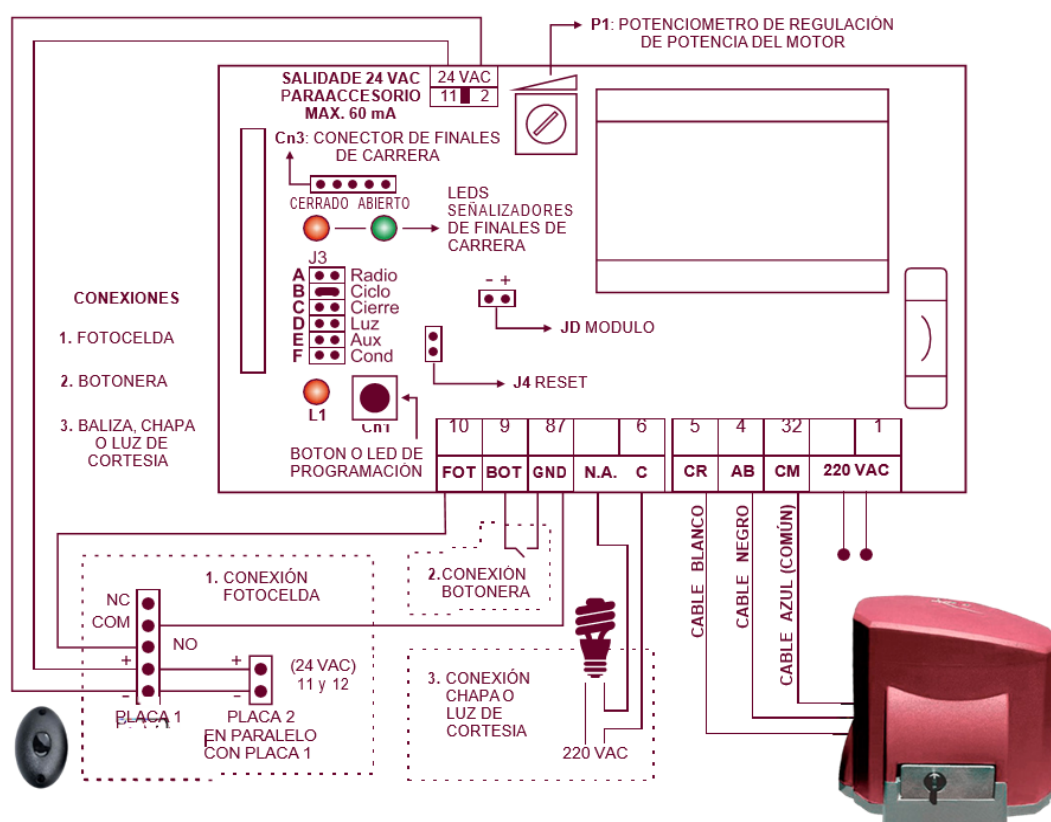 P1: POTENCIOMETRO DE REGULACIÓN
DE POTENCIA DEL MOTOR
SALIDADE 24 VAC
PARAACCESORIO
MAX. 60 mA
24 VAC
11 2
Cn3: CONECTOR DE FINALES
DE CARRERA
CERRADO ABIERTO
LEDS
SEÑALIZADORES
DE FINALES DE
CARRERA
J3
A Radio
B Ciclo
C Cierre
D Luz
E Aux
F Cond
- +
JD MODULO
J4 RESET
L1
Cn1
BOTON O LED DE
PROGRAMACIÓN
CONEXIONES
1. FOTOCELDA
2. BOTONERA
3. BALIZA, CHAPA
O LUZ DE
CORTESIA
10 9 87 6 5 4 32 1
FOT BOT GND N.A. C CR AB CM 220 VAC
1. CONEXIÓN
FOTOCELDA
NC
COM
NO
+
-
PLACA 1
+
-
(24 VAC)
11 y 12
PLACA 2
EN PARALELO
CON PLACA 1
2.CONEXIÓN
BOTONERA
3. CONEXIÓN
CHAPA O
LUZ DE
CORTESIA
220 VAC
CABLE BLANCO
CABLE NEGRO
CABLE AZUL (COMÚN)